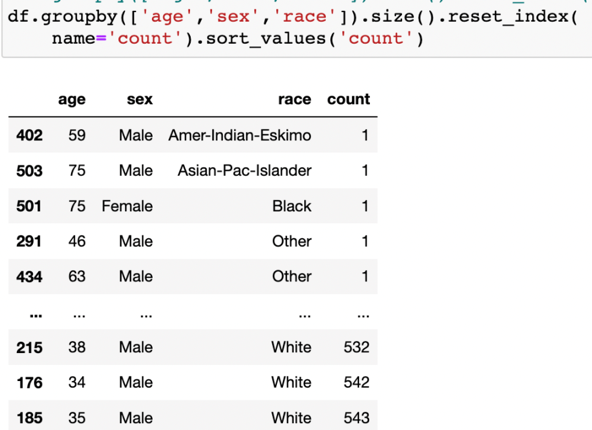 df.groupby(['age','sex','race']).size().reset_index(
name='count').sort_values('count')
age sex race count
402 59 Male Amer-Indian-Eskimo 1
503 75 Male Asian-Pac-Islander 1
501 75 Female Black 1
291 46 Male Other 1
434 63 Male Other 1
... ... ... ... ...
215 38 Male White 532
176 34 Male White 542
185 35 Male White 543